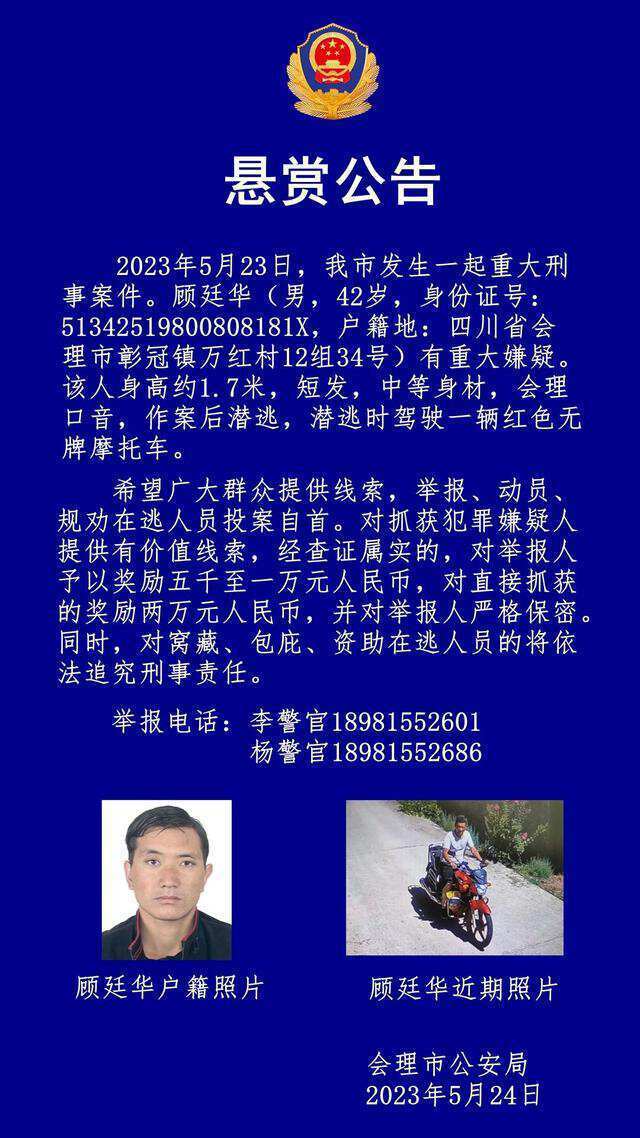 悬赏公告
2023年5月23日，我市发生一起重大刑
事案件。顾廷华（男，42岁，身份证号：
51342519800808181X，户籍地：四川省会
理市彰冠镇万红村12组34号）有重大嫌疑。
该人身高约1.7米，短发，中等身材，会理
口音，作案后潜逃，潜逃时驾驶一辆红色无
牌摩托车。
希望广大群众提供线索，举报、动员、
规劝在逃人员投案自首。对抓获犯罪嫌疑人
提供有价值线索，经查证属实的，对举报人
予以奖励五千至一万元人民币，对直接抓获
的奖励两万元人民币，并对举报人严格保密。
同时，对窝藏、包庇、资助在逃人员的将依
法追究刑事责任。
举报电话：李警官18981552601
杨警官18981552686
顾廷华户籍照片
顾廷华近期照片
会理市公安局
2023年5月24日